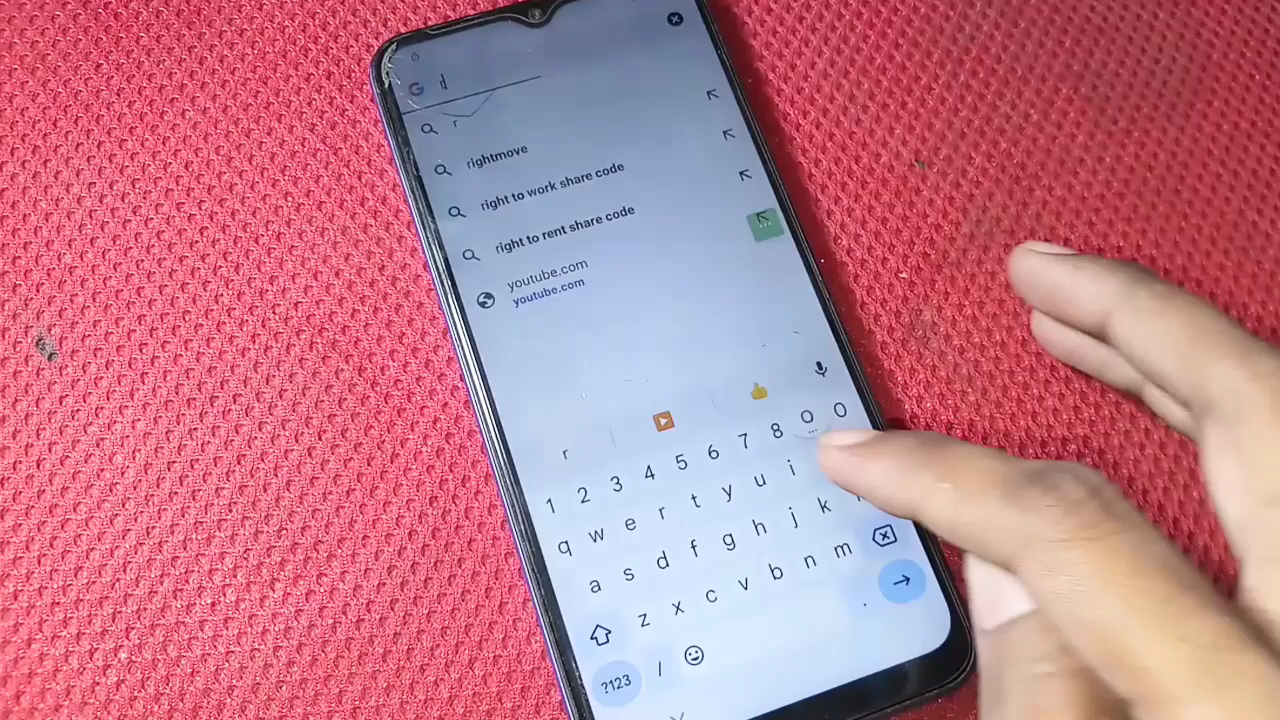 r
rightmove
right to work share code
right to rent share code
youtube.com
youtube.com
r
1 2 3 4 5 6 7 8 0
q w e r t y u i
a s d f g h j k
z x c v b n m
?123 / .